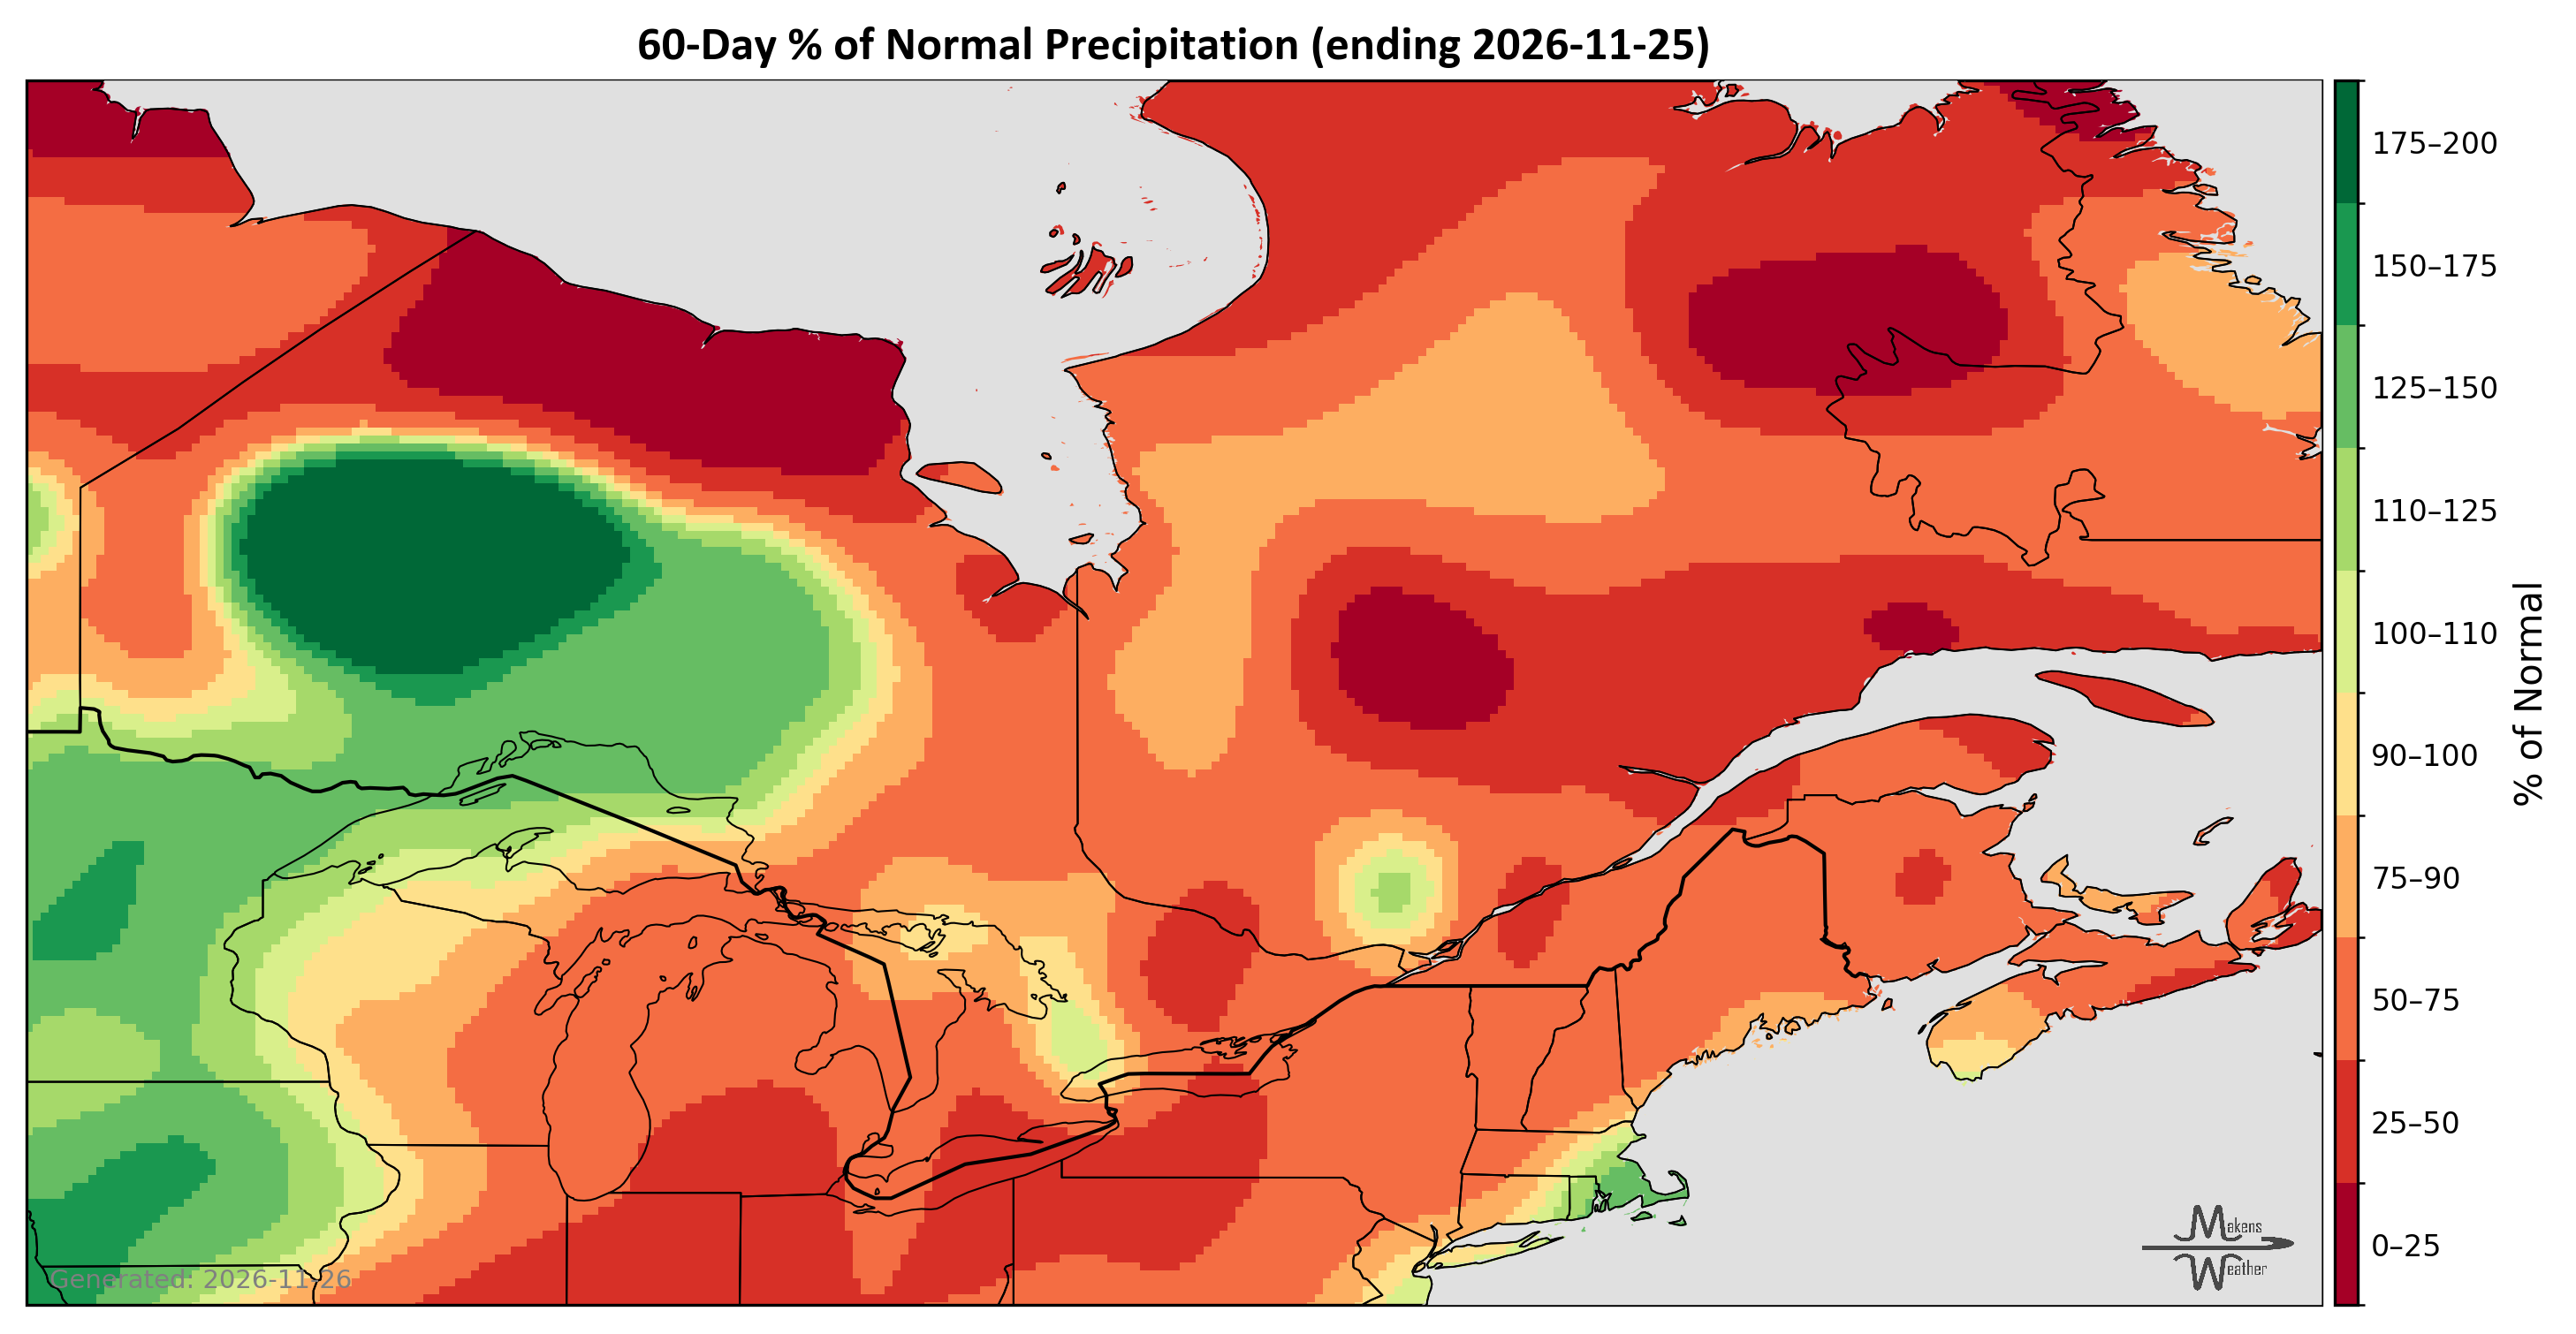 60-Day % of Normal Precipitation (ending 2026-11-25)
175–200
150–175
125–150
110–125
100–110
90–100
75–90
50–75
25–50
0–25
% of Normal
Generated: 2026-11-26
Makens
Weather